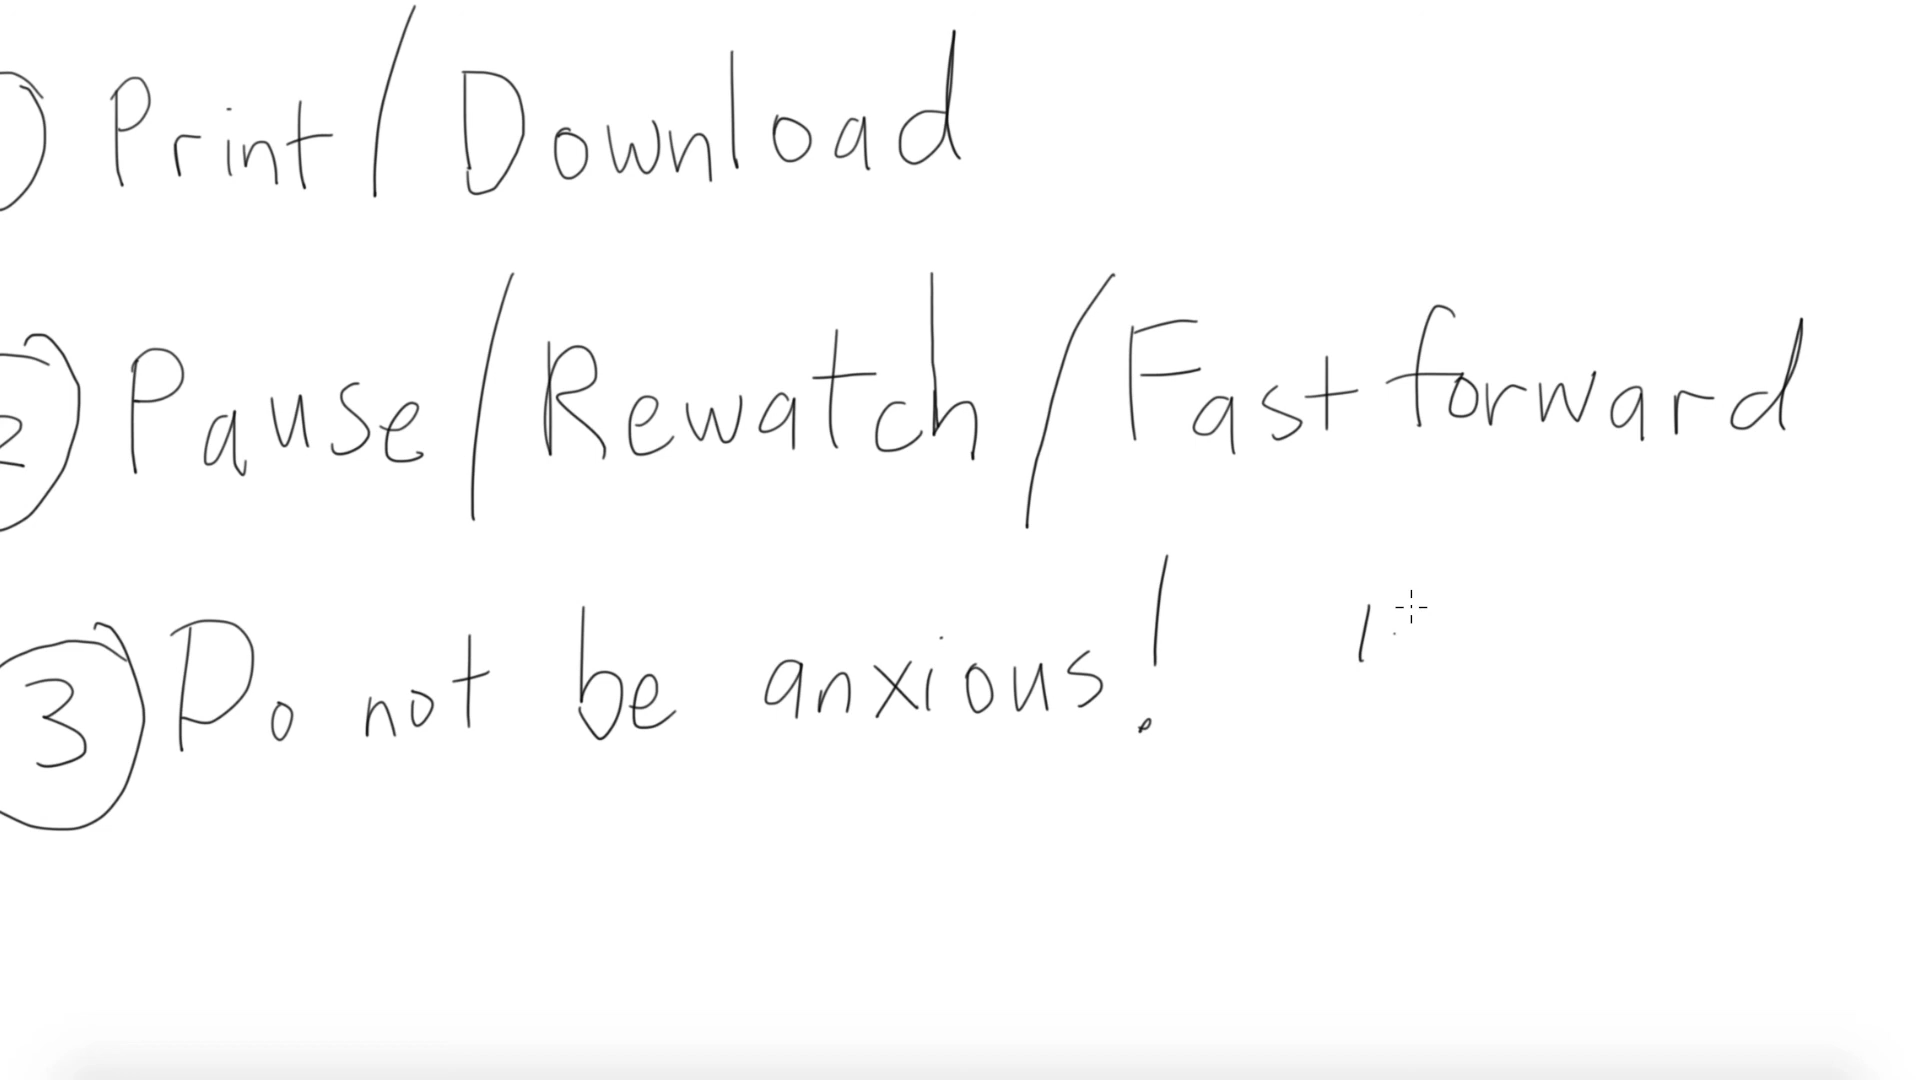 1) Print/Download
2 Pause/Rewatch/Fast forward
3 Do not be anxious!